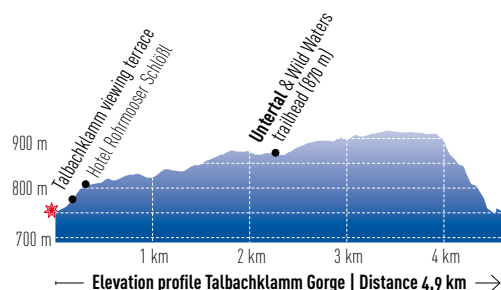 Talbachklamm viewing terrace
Hotel Rohrmooser Schlößl
Untertal & Wild Waters
trailhead (870 m)
900 m
800 m
700 m
1 km
2 km
3 km
4 km
Elevation profile Talbachklamm Gorge | Distance 4,9 km